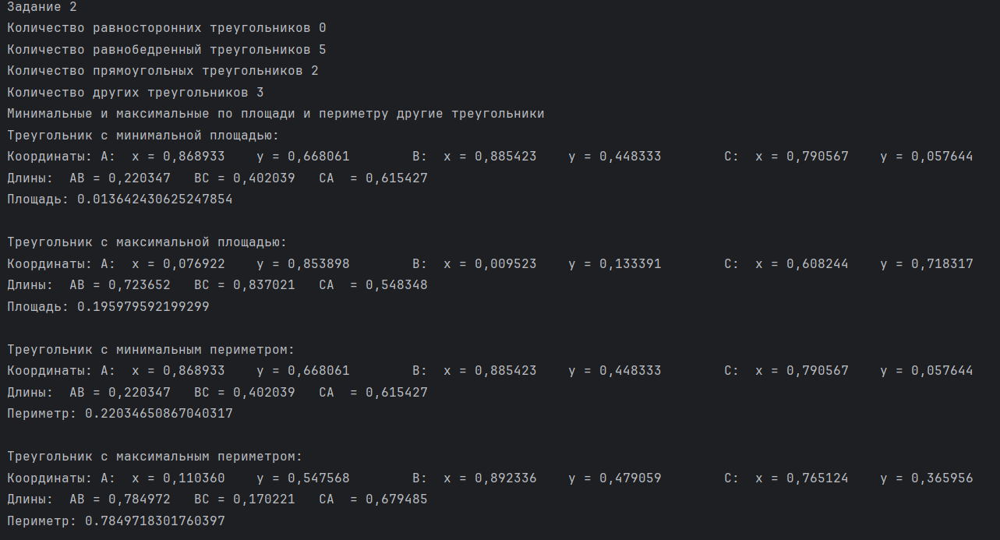 Задание 2
Количество равносторонних треугольников 0
Количество равнобедренный треугольников 5
Количество прямоугольных треугольников 2
Количество других треугольников 3
Минимальные и максимальные по площади и периметру другие треугольники
Треугольник с минимальной площадью:
Координаты: A:  x = 0,868933    y = 0,668061        B:  x = 0,885423    y = 0,448333        C:  x = 0,790567    y = 0,057644
Длины:  AB = 0,220347   BC = 0,402039   CA  = 0,615427
Площадь: 0.013642430625247854
Треугольник с максимальной площадью:
Координаты: A:  x = 0,076922    y = 0,853898        B:  x = 0,009523    y = 0,133391        C:  x = 0,608244    y = 0,718317
Длины:  AB = 0,723652   BC = 0,837021   CA  = 0,548348
Площадь: 0.195979592199299
Треугольник с минимальным периметром:
Координаты: A:  x = 0,868933    y = 0,668061        B:  x = 0,885423    y = 0,448333        C:  x = 0,790567    y = 0,057644
Длины:  AB = 0,220347   BC = 0,402039   CA  = 0,615427
Периметр: 0.22034650867040317
Треугольник с максимальным периметром:
Координаты: A:  x = 0,110360    y = 0,547568        B:  x = 0,892336    y = 0,479059        C:  x = 0,765124    y = 0,365956
Длины:  AB = 0,784972   BC = 0,170221   CA  = 0,679485
Периметр: 0.7849718301760397